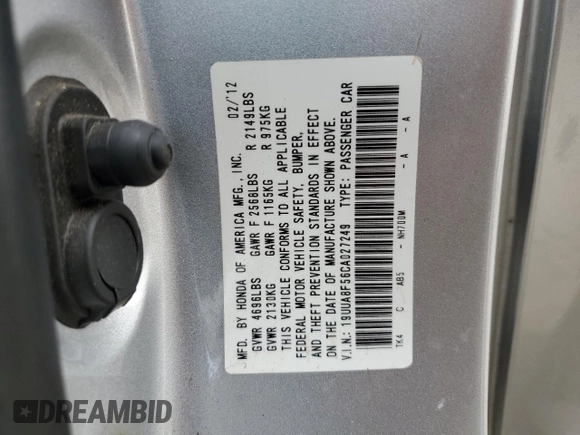 MFD. BY HONDA OF AMERICA MFG., INC. 02/'12
GVWR 4696LBS GAWR F 2568LBS R 2149LBS
GVWR 2130KG GAWR F 1165KG R 975KG
THIS VEHICLE CONFORMS TO ALL APPLICABLE
FEDERAL MOTOR VEHICLE SAFETY, BUMPER,
AND THEFT PREVENTION STANDARDS IN EFFECT
ON THE DATE OF MANUFACTURE SHOWN ABOVE.
V.I.N.: 19UUA8F56CA027249 TYPE: PASSENGER CAR
TK4 C AB5 - NH700M - A - A
DREAMBID